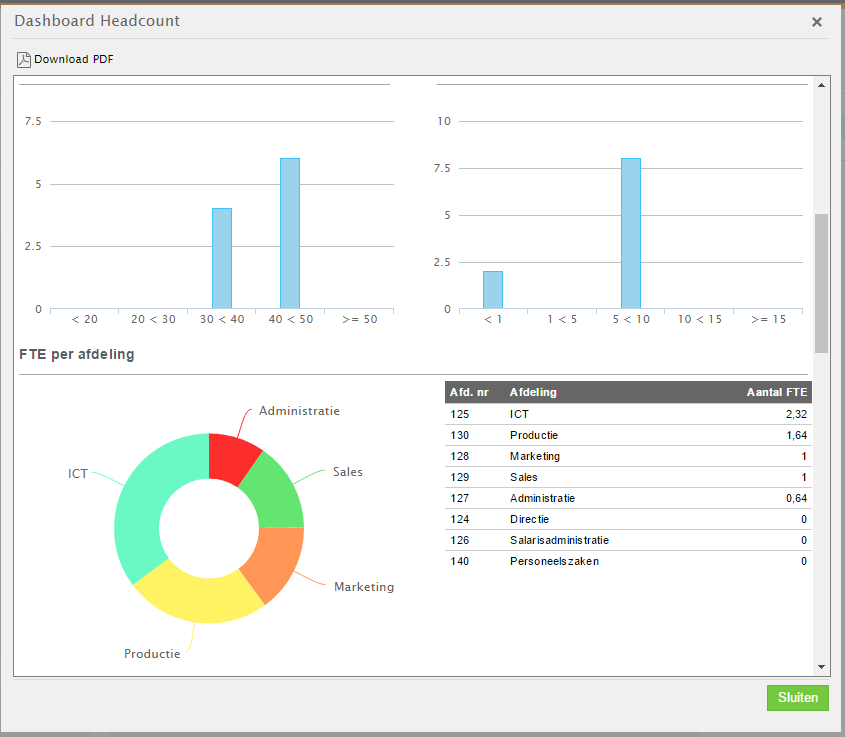 Dashboard Headcount
Download PDF
7.5
5
2.5
0
< 20 20 < 30 30 < 40 40 < 50 >= 50
10
7.5
5
2.5
0
< 1 1 < 5 5 < 10 10 < 15 >= 15
FTE per afdeling
Administratie
Sales
ICT
Marketing
Productie
Afd. nr Afdeling Aantal FTE
125 ICT 2,32
130 Productie 1,64
128 Marketing 1
129 Sales 1
127 Administratie 0,64
124 Directie 0
126 Salarisadministratie 0
140 Personeelszaken 0
Sluiten